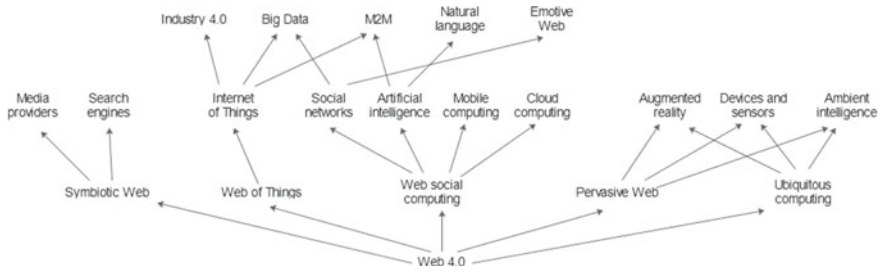 Industry 4.0
Big Data
M2M
Natural
language
Emotive
Web
Media
providers
Search
engines
Internet
of Things
Social
networks
Artificial
intelligence
Mobile
computing
Cloud
computing
Augmented
reality
Devices and
sensors
Ambient
intelligence
Symbiotic Web
Web of Things
Web social
computing
Pervasive Web
Ubiquitous
computing
Web 4.0